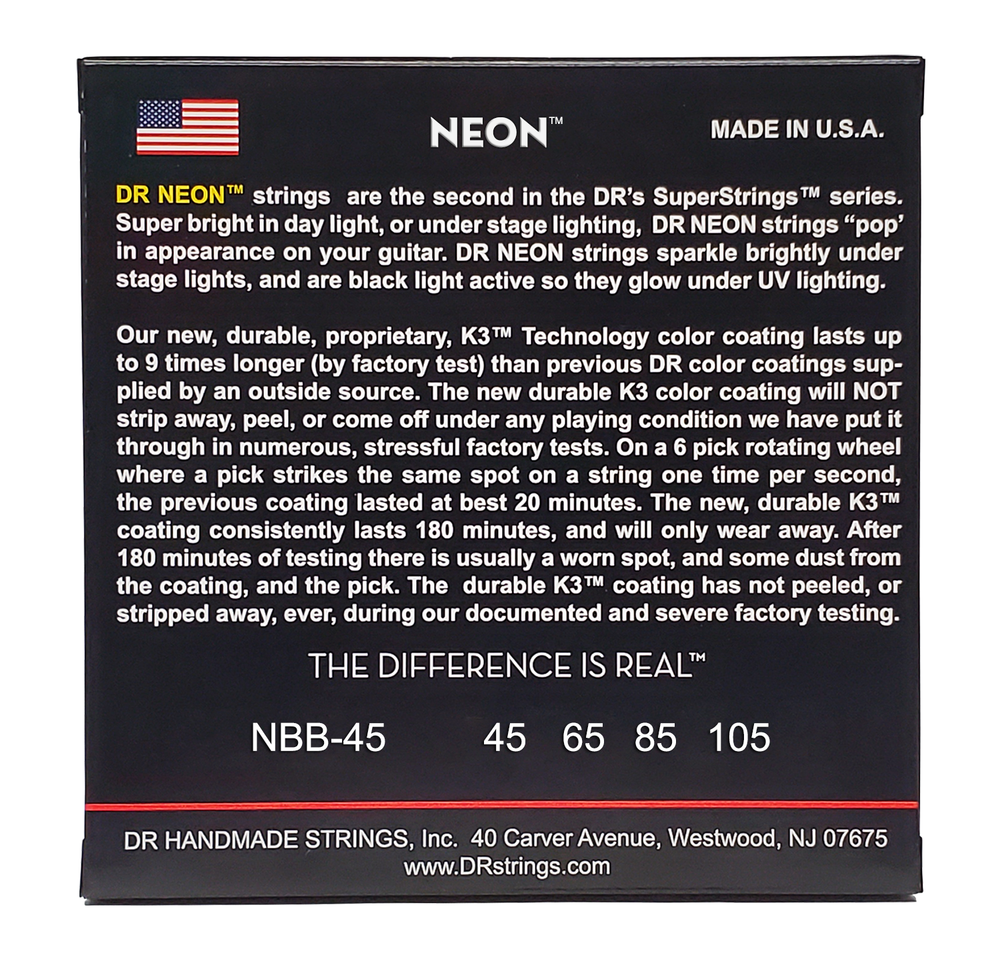 NEON™
MADE IN U.S.A.
DR NEON™ strings are the second in the DR's SuperStrings™ series.
Super bright in day light, or under stage lighting, DR NEON strings “pop’
in appearance on your guitar. DR NEON strings sparkle brightly under
stage lights, and are black light active so they glow under UV lighting.
Our new, durable, proprietary, K3™ Technology color coating lasts up
to 9 times longer (by factory test) than previous DR color coatings sup-
plied by an outside source. The new durable K3 color coating will NOT
strip away, peel, or come off under any playing condition we have put it
through in numerous, stressful factory tests. On a 6 pick rotating wheel
where a pick strikes the same spot on a string one time per second,
the previous coating lasted at best 20 minutes. The new, durable K3™
coating consistently lasts 180 minutes, and will only wear away. After
180 minutes of testing there is usually a worn spot, and some dust from
the coating, and the pick. The durable K3™ coating has not peeled, or
stripped away, ever, during our documented and severe factory testing.
THE DIFFERENCE IS REAL™
NBB-45 45 65 85 105
DR HANDMADE STRINGS, Inc. 40 Carver Avenue, Westwood, NJ 07675
www.DRstrings.com